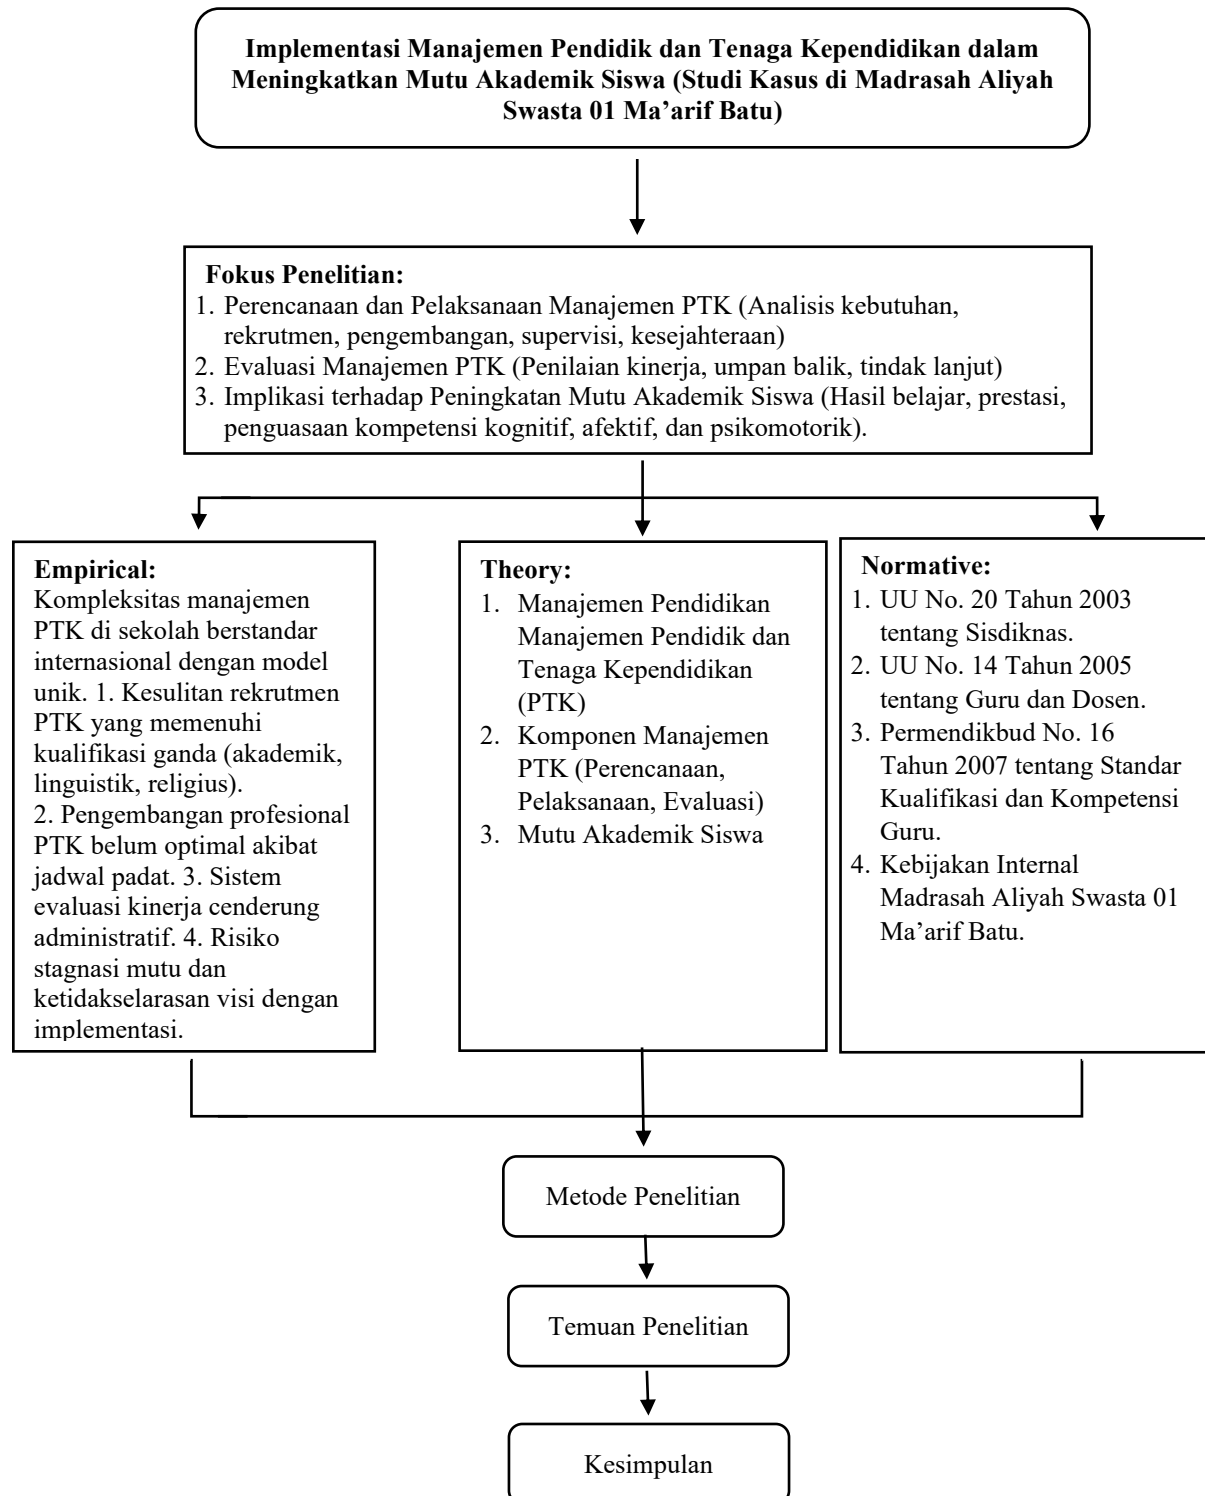 Implementasi Manajemen Pendidik dan Tenaga Kependidikan dalam
Meningkatkan Mutu Akademik Siswa (Studi Kasus di Madrasah Aliyah
Swasta 01 Ma’arif Batu)
Fokus Penelitian:
1. Perencanaan dan Pelaksanaan Manajemen PTK (Analisis kebutuhan,
rekrutmen, pengembangan, supervisi, kesejahteraan)
2. Evaluasi Manajemen PTK (Penilaian kinerja, umpan balik, tindak lanjut)
3. Implikasi terhadap Peningkatan Mutu Akademik Siswa (Hasil belajar, prestasi,
penguasaan kompetensi kognitif, afektif, dan psikomotorik).
Empirical:
Kompleksitas manajemen
PTK di sekolah berstandar
internasional dengan model
unik. 1. Kesulitan rekrutmen
PTK yang memenuhi
kualifikasi ganda (akademik,
linguistik, religius).
2. Pengembangan profesional
PTK belum optimal akibat
jadwal padat. 3. Sistem
evaluasi kinerja cenderung
administratif. 4. Risiko
stagnasi mutu dan
ketidakselarasan visi dengan
implementasi.
Theory:
1. Manajemen Pendidikan
Manajemen Pendidik dan
Tenaga Kependidikan
(PTK)
2. Komponen Manajemen
PTK (Perencanaan,
Pelaksanaan, Evaluasi)
3. Mutu Akademik Siswa
Normative:
1. UU No. 20 Tahun 2003
tentang Sisdiknas.
2. UU No. 14 Tahun 2005
tentang Guru dan Dosen.
3. Permendikbud No. 16
Tahun 2007 tentang Standar
Kualifikasi dan Kompetensi
Guru.
4. Kebijakan Internal
Madrasah Aliyah Swasta 01
Ma’arif Batu.
Metode Penelitian
Temuan Penelitian
Kesimpulan